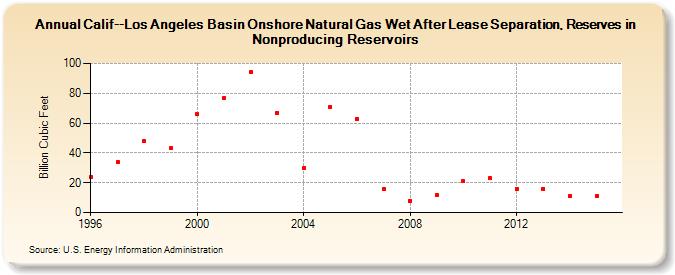 Annual Calif--Los Angeles Basin Onshore Natural Gas Wet After Lease Separation, Reserves in
Nonproducing Reservoirs
Billion Cubic Feet
100
80
60
40
20
0
1996 2000 2004 2008 2012
Source: U.S. Energy Information Administration